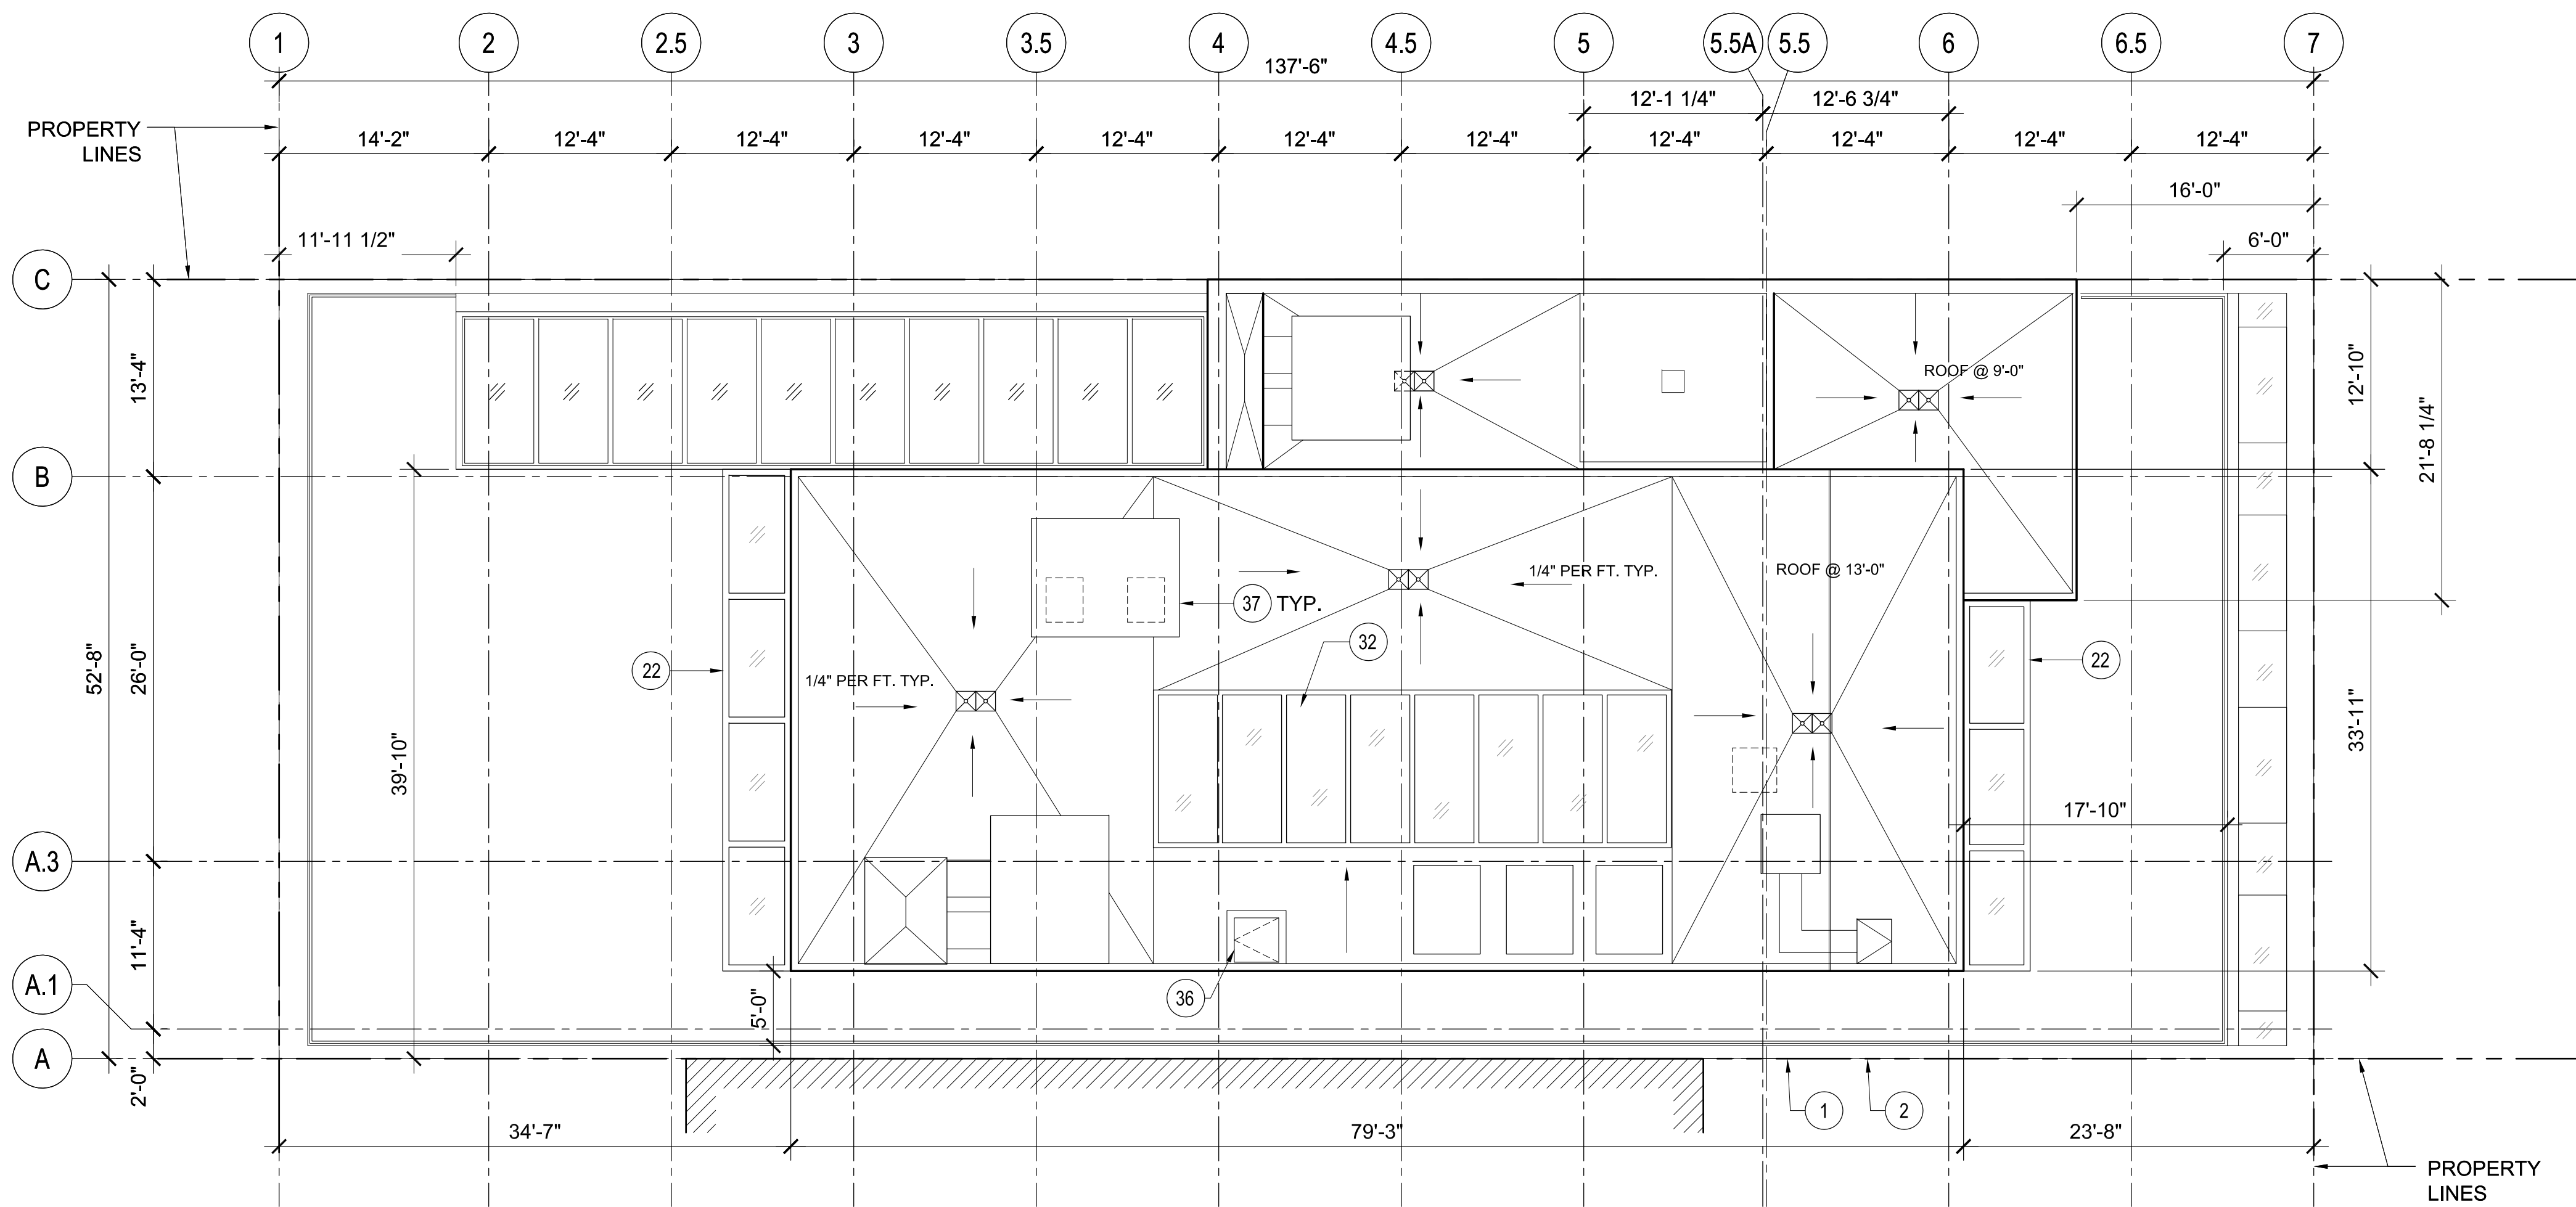 1 2 2.5 3 3.5 4 4.5 5 5.5A 5.5 6 6.5 7
137'-6"
12'-1 1/4" 12'-6 3/4"
PROPERTY
LINES
14'-2" 12'-4" 12'-4" 12'-4" 12'-4" 12'-4" 12'-4" 12'-4" 12'-4" 12'-4" 12'-4"
16'-0"
11'-11 1/2" 6'-0"
C
13'-4"
ROOF @ 9'-0"
12'-10"
21'-8 1/4"
B
1/4" PER FT. TYP.
ROOF @ 13'-0"
37 TYP.
32
52'-8"
26'-0"
22
22
1/4" PER FT. TYP.
39'-10"
33'-11"
17'-10"
A.3
11'-4"
A.1
5'-0"
36
A
2'-0"
1 2
34'-7" 79'-3" 23'-8"
PROPERTY
LINES